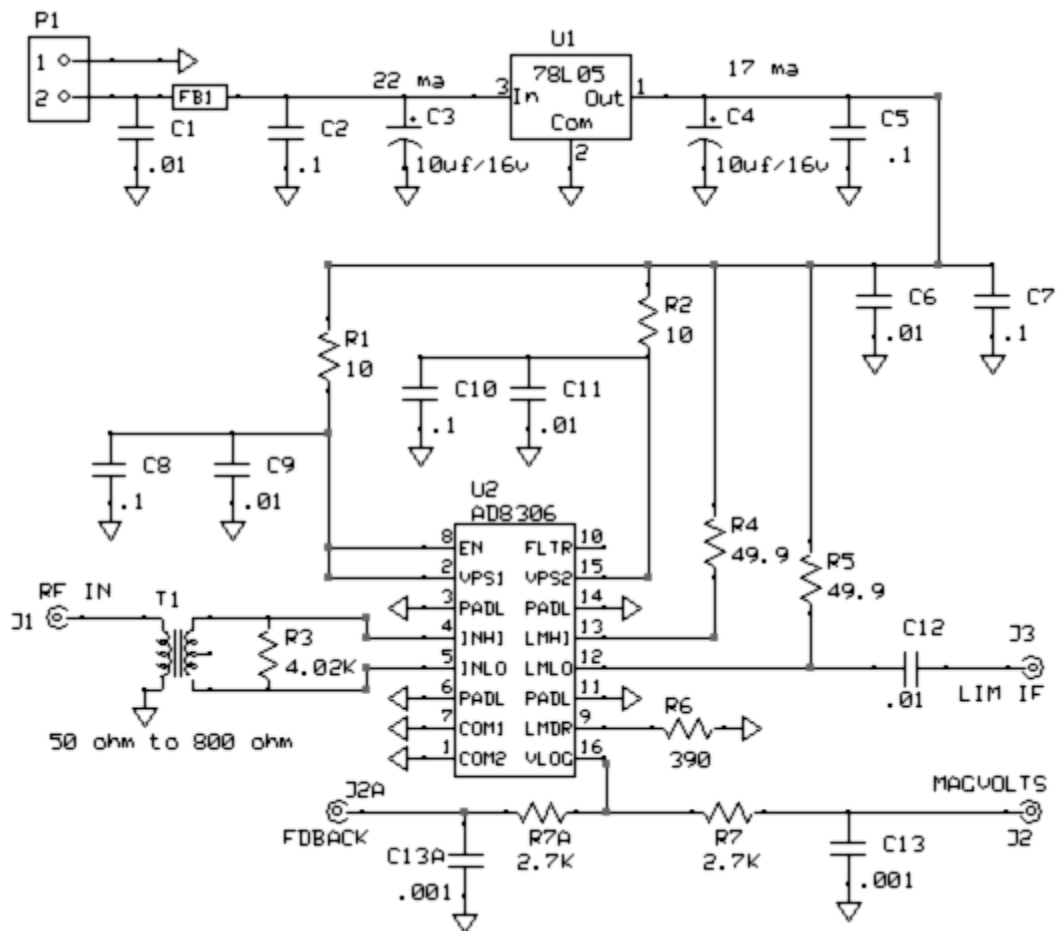 P1
1
2
FB1
C1
.01
C2
.1
22 ma
C3
+
10uf/16v
U1
78L05
3
In
Out
1
Com
2
17 ma
C4
+
10uf/16v
C5
.1
R1
10
R2
10
C6
.01
C7
.1
C10
.1
C11
.01
C8
.1
C9
.01
U2
AD8306
8 EN FLTR 10
2 VPS1 VPS2 15
3 PADL PADL 14
4 INHI LMHI 13
5 INLO LMLO 12
6 PADL PADL 11
7 COM1 LMDR 9
1 COM2 VLOG 16
R4
49.9
R5
49.9
J1
RF IN
T1
R3
4.02K
50 ohm to 800 ohm
C12
.01
J3
LIM IF
R6
390
J2A
FDBACK
C13A
.001
R7A
2.7K
R7
2.7K
MAGVOLTS
J2
C13
.001